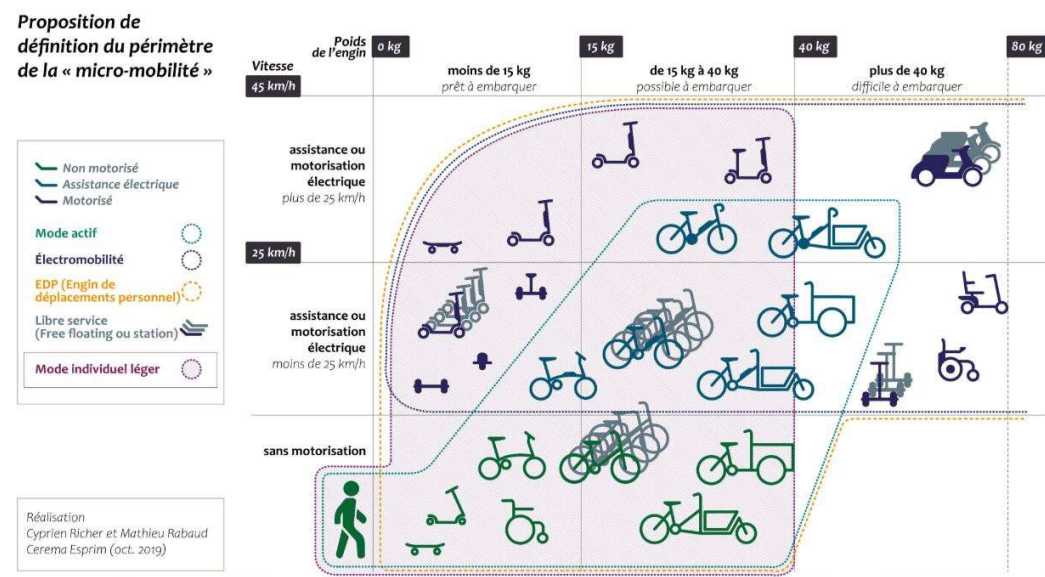 Proposition de
définition du périmètre
de la « micro-mobilité »
Poids
de l'engin
0 kg
15 kg
40 kg
80 kg
Vitesse
45 km/h
moins de 15 kg
prêt à embarquer
de 15 kg à 40 kg
possible à embarquer
plus de 40 kg
difficile à embarquer
Non motorisé
Assistance électrique
Motorisé
Mode actif
Électromobilité
EDP (Engin de
déplacements personnel)
Libre service
(Free floating ou station)
Mode individuel léger
assistance ou
motorisation
électrique
plus de 25 km/h
25 km/h
assistance ou
motorisation
électrique
moins de 25 km/h
sans motorisation
Réalisation
Cyprien Richer et Mathieu Rabaud
Cerema Esprim (oct. 2019)